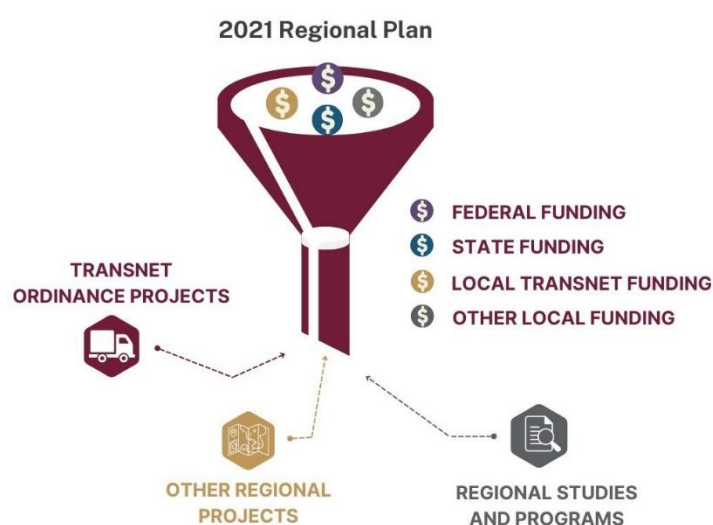 2021 Regional Plan
$
$
$
$
$ FEDERAL FUNDING
$ STATE FUNDING
$ LOCAL TRANSNET FUNDING
$ OTHER LOCAL FUNDING
TRANSNET
ORDINANCE PROJECTS
OTHER REGIONAL
PROJECTS
REGIONAL STUDIES
AND PROGRAMS